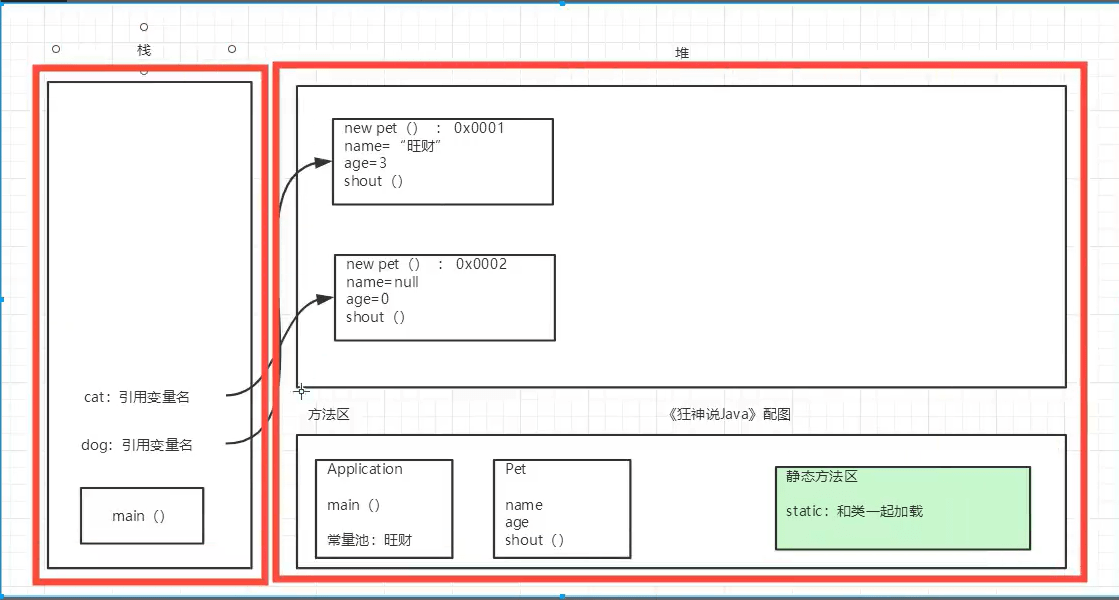 栈
堆
new pet（） ： 0x0001
name=“旺财”
age=3
shout（）
new pet（） ： 0x0002
name=null
age=0
shout（）
cat：引用变量名
dog：引用变量名
main（）
方法区
《狂神说Java》配图
Application
main（）
常量池：旺财
Pet
name
age
shout（）
静态方法区
static：和类一起加载